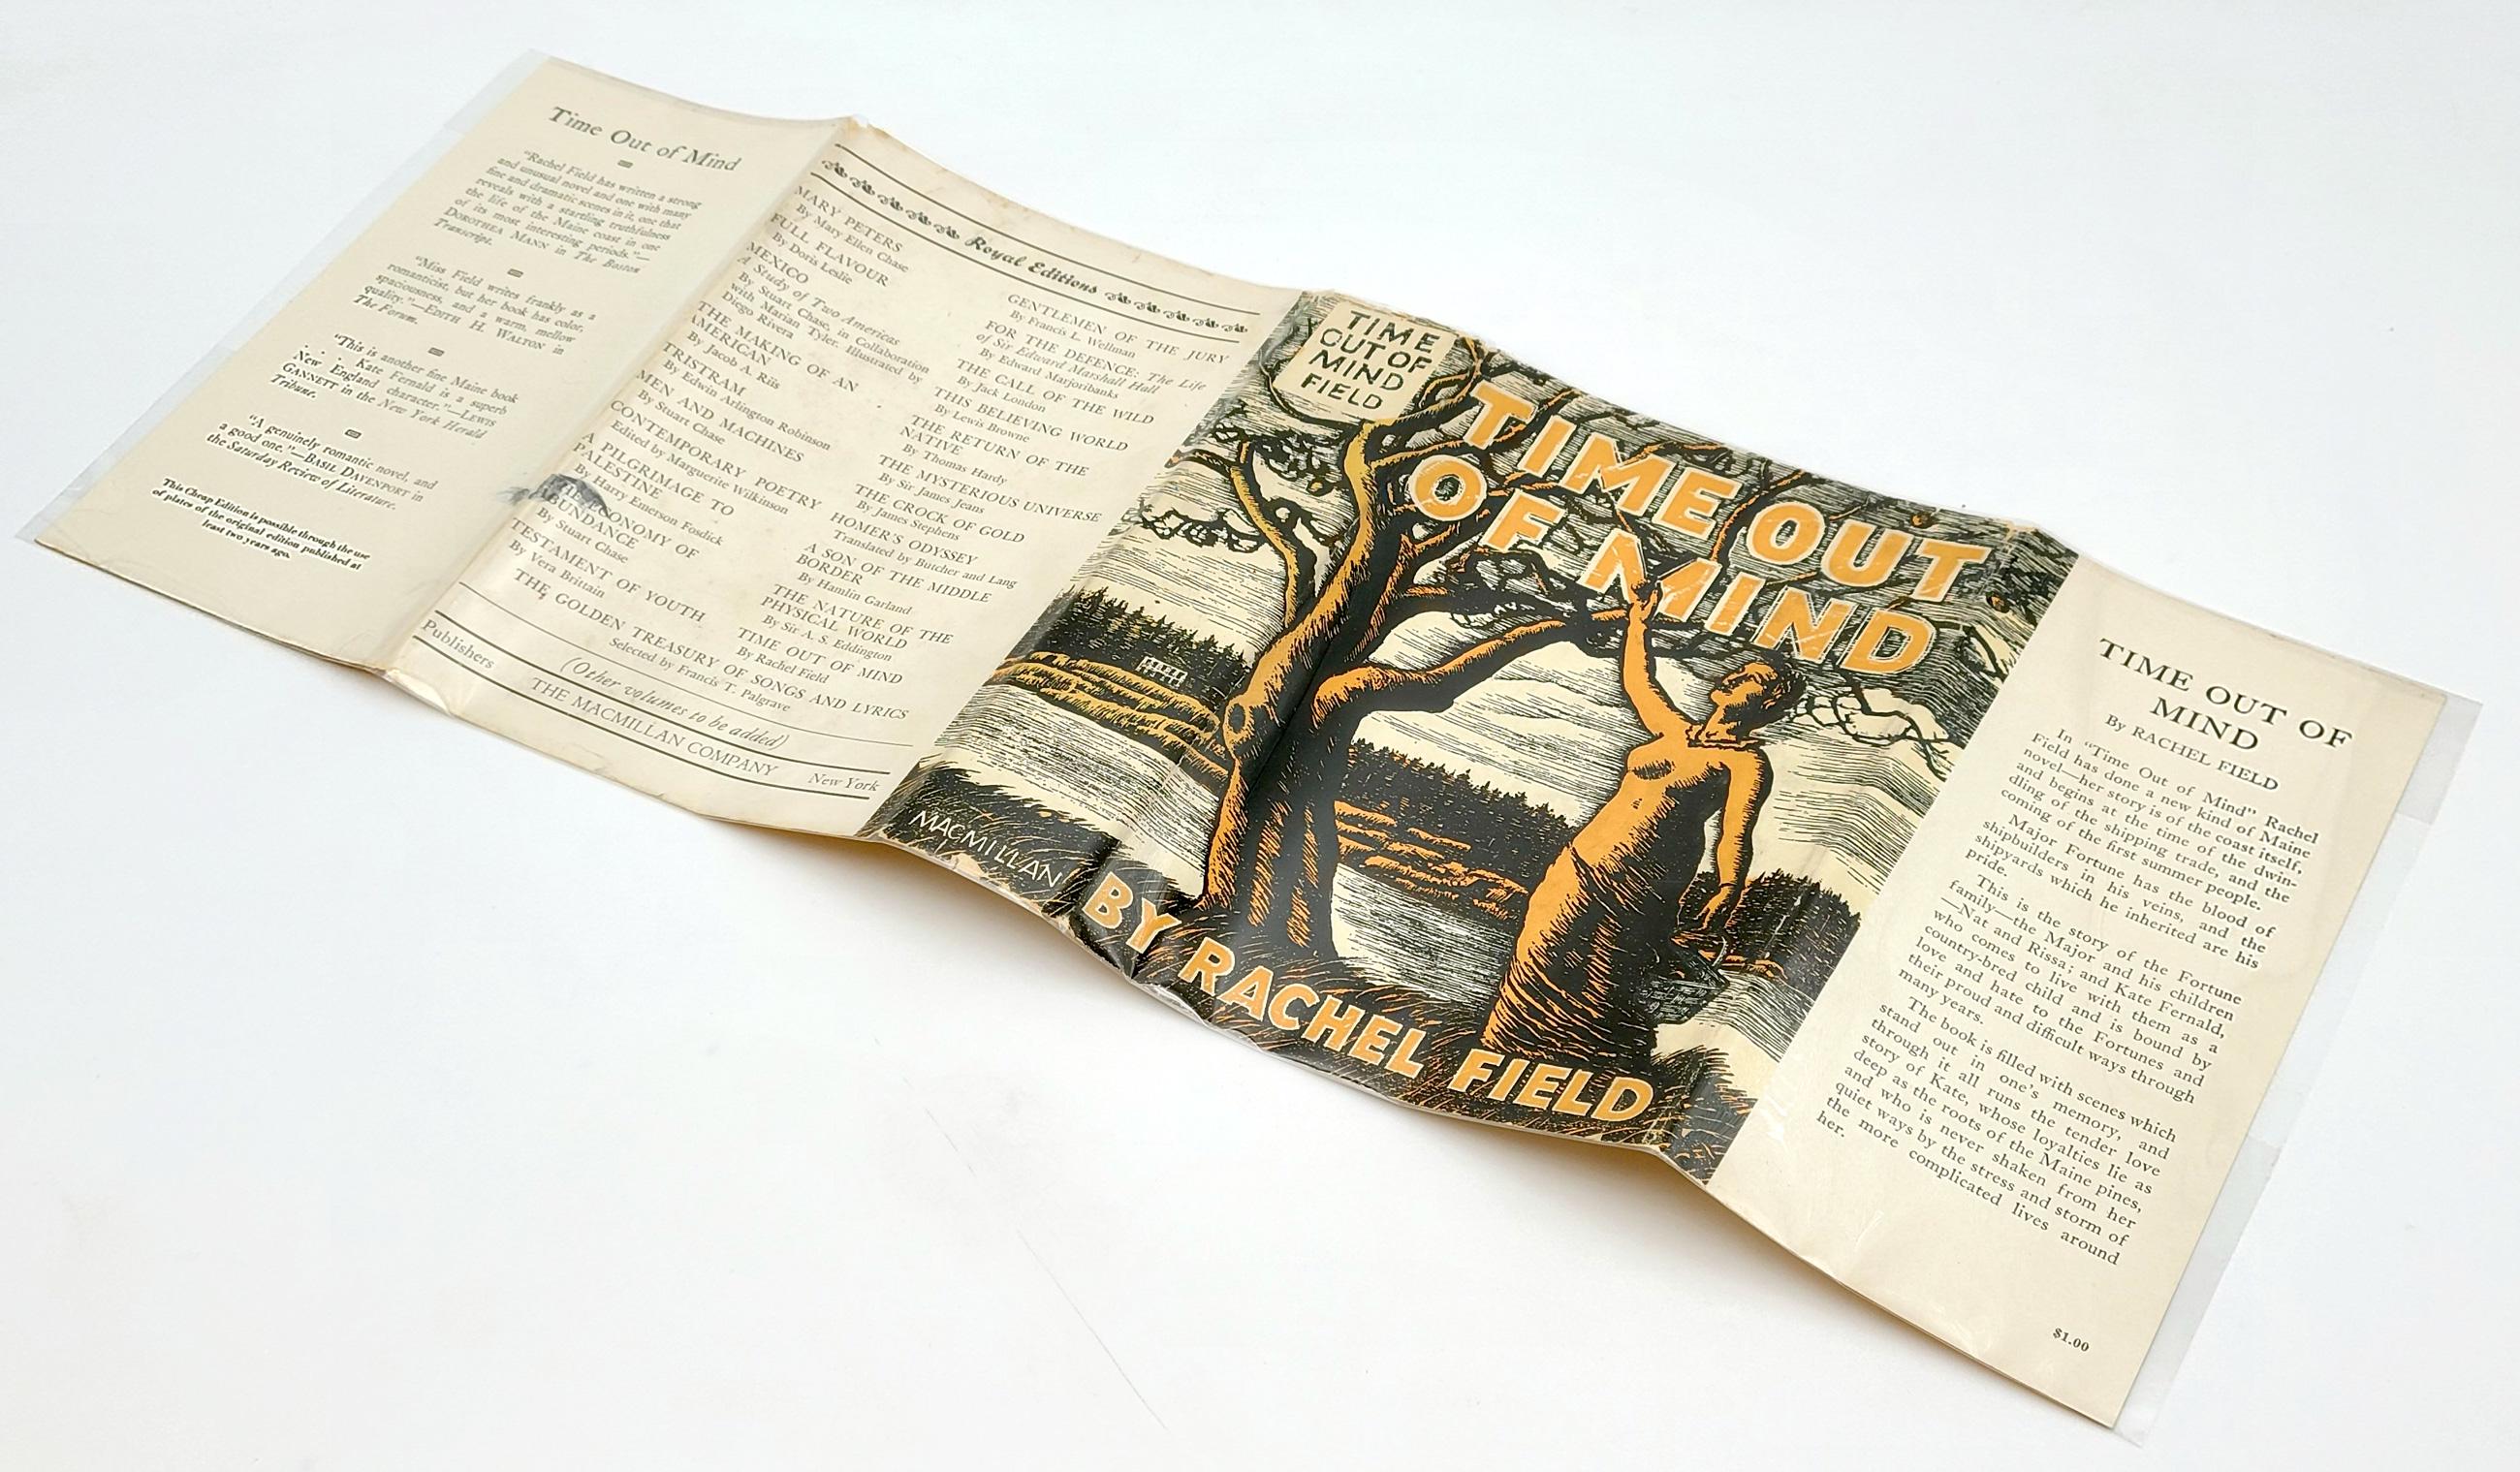 Time Out of Mind
"Rachel Field has written a strong
and unusual novel and one with many
fine and dramatic scenes in it, one that
reveals with a startling truthfulness
the life of the Maine coast in one
of its most interesting periods."—
DOROTHEA MANN in The Boston
Transcript.
"Miss Field writes frankly as a
romanticist, but her book has color,
spaciousness, and a warm, mellow
quality."—EDITH H. WALTON in
The Forum.
"This is another fine Maine book
. . . Kate Fernald is a superb
New England character."—LEWIS
GANNETT in the New York Herald
Tribune.
"A genuinely romantic novel, and
a good one."—BASIL DAVENPORT in
the Saturday Review of Literature.
This Cheap Edition is possible through the use
of plates of the original edition published at
last two years ago.
Royal Editions
MARY PETERS
By Mary Ellen Chase
FULL FLAVOUR
By Doris Leslie
MEXICO
A Study of Two Americas
By Stuart Chase, in Collaboration
with Marian Tyler. Illustrated by
Diego Rivera
THE MAKING OF AN
AMERICAN
By Jacob A. Riis
TRISTRAM
By Edwin Arlington Robinson
MEN AND MACHINES
By Stuart Chase
CONTEMPORARY POETRY
Edited by Marguerite Wilkinson
A PILGRIMAGE TO
PALESTINE
By Harry Emerson Fosdick
THE ECONOMY OF
ABUNDANCE
By Stuart Chase
TESTAMENT OF YOUTH
By Vera Brittain
GENTLEMEN OF THE JURY
By Francis L. Wellman
FOR THE DEFENCE: The Life
of Sir Edward Marshall Hall
By Edward Marjoribanks
THE CALL OF THE WILD
By Jack London
THIS BELIEVING WORLD
By Lewis Browne
THE RETURN OF THE
NATIVE
By Thomas Hardy
THE MYSTERIOUS UNIVERSE
By Sir James Jeans
THE CROCK OF GOLD
By James Stephens
HOMER'S ODYSSEY
Translated by Butcher and Lang
A SON OF THE MIDDLE
BORDER
By Hamlin Garland
THE NATURE OF THE
PHYSICAL WORLD
By Sir A. S. Eddington
TIME OUT OF MIND
By Rachel Field
THE GOLDEN TREASURY OF SONGS AND LYRICS
Selected by Francis T. Palgrave
(Other volumes to be added)
Publishers THE MACMILLAN COMPANY New York
TIME
OUT OF
MIND
FIELD
MACMILLAN
TIME OUT
OF MIND
BY RACHEL FIELD
TIME OUT OF
MIND
By RACHEL FIELD
In "Time Out of Mind" Rachel
Field has done a new kind of Maine
novel—her story is of the coast itself,
and begins at the time of the dwin-
dling of the shipping trade, and the
coming of the first summer people.
Major Fortune has the blood of
shipbuilders in his veins, and the
shipyards which he inherited are his
pride.
This is the story of the Fortune
family—the Major and his children
—Nat and Rissa; and Kate Fernald,
who comes to live with them as a
country-bred child and is bound by
love and hate to the Fortunes and
their proud and difficult ways through
many years.
The book is filled with scenes which
stand out in one's memory, and
through it all runs the tender love
story of Kate, whose loyalties lie as
deep as the roots of the Maine pines,
and who is never shaken from her
quiet ways by the stress and storm of
the more complicated lives around
her.
$1.00